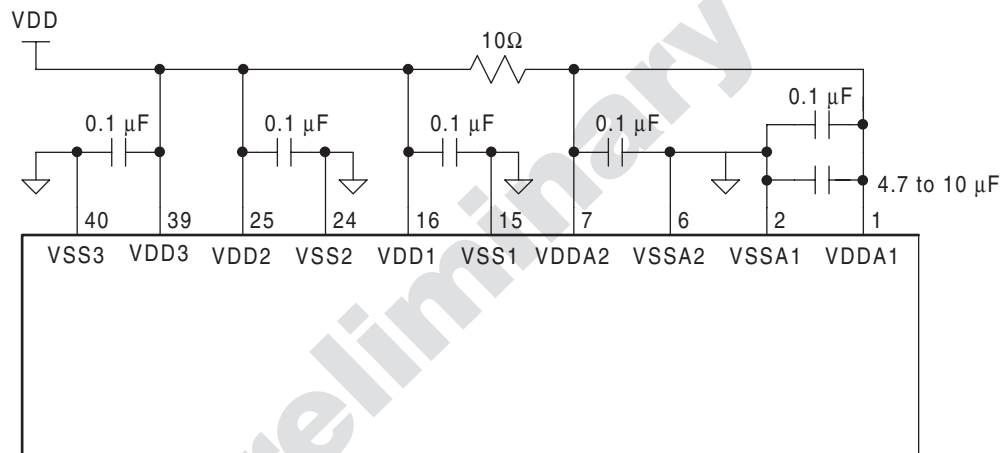 VDD
10Ω
0.1 μF
0.1 μF 0.1 μF 0.1 μF 0.1 μF
4.7 to 10 μF
40 39 25 24 16 15 7 6 2 1
VSS3 VDD3 VDD2 VSS2 VDD1 VSS1 VDDA2 VSSA2 VSSA1 VDDA1
reliminary